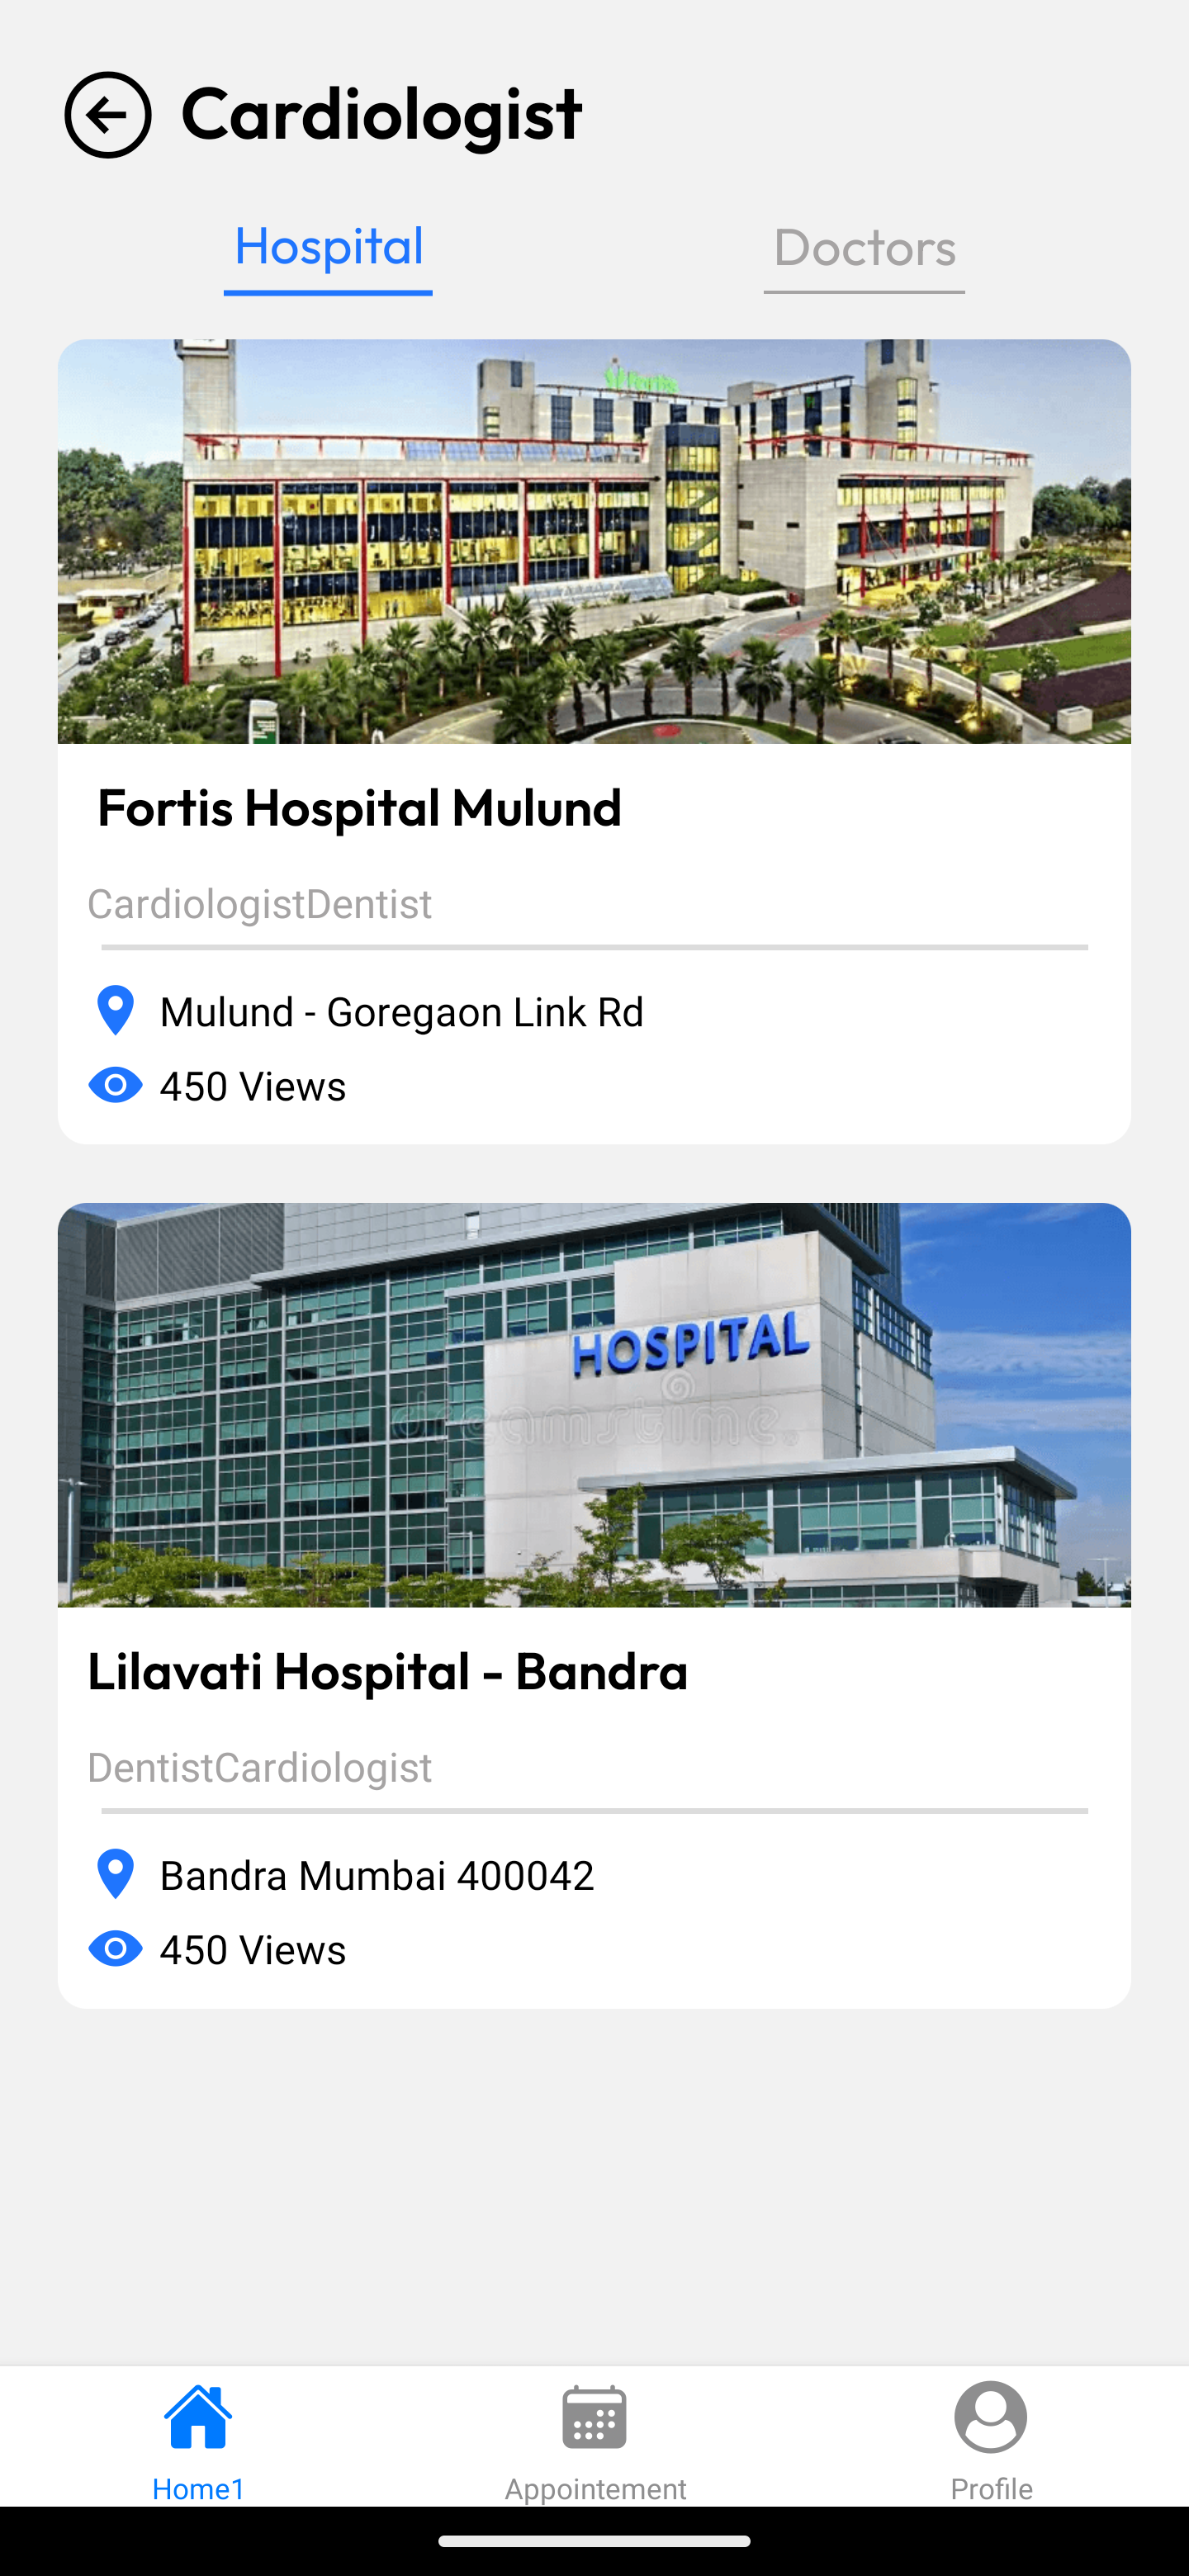 Cardiologist
Hospital
Doctors
Fortis
Fortis Hospital Mulund
CardiologistDentist
Mulund - Goregaon Link Rd
450 Views
HOSPITAL
dreamstime
Lilavati Hospital - Bandra
DentistCardiologist
Bandra Mumbai 400042
450 Views
Home1
Appointement
Profile